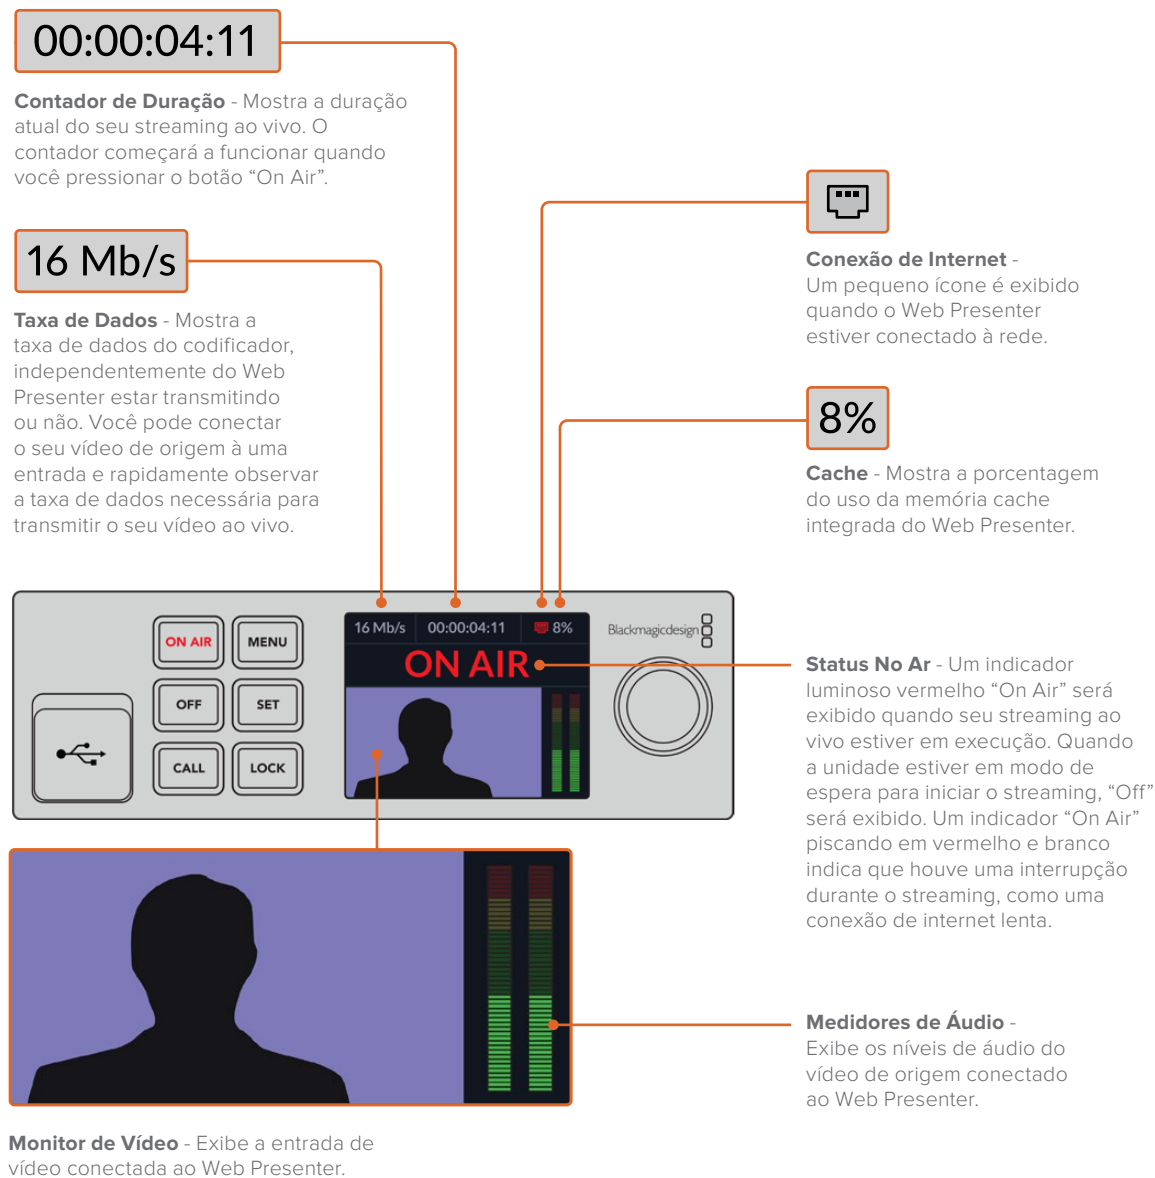 00:00:04:11
Contador de Duração - Mostra a duração
atual do seu streaming ao vivo. O
contador começará a funcionar quando
você pressionar o botão “On Air”.
16 Mb/s
Taxa de Dados - Mostra a
taxa de dados do codificador,
independentemente do Web
Presenter estar transmitindo
ou não. Você pode conectar
o seu vídeo de origem à uma
entrada e rapidamente observar
a taxa de dados necessária para
transmitir o seu vídeo ao vivo.
Conexão de Internet -
Um pequeno ícone é exibido
quando o Web Presenter
estiver conectado à rede.
8%
Cache - Mostra a porcentagem
do uso da memória cache
integrada do Web Presenter.
ON AIR
MENU
OFF
SET
CALL
LOCK
16 Mb/s
00:00:04:11
8%
ON AIR
Blackmagicdesign
Status No Ar - Um indicador
luminoso vermelho “On Air” será
exibido quando seu streaming ao
vivo estiver em execução. Quando
a unidade estiver em modo de
espera para iniciar o streaming, “Off”
será exibido. Um indicador “On Air”
piscando em vermelho e branco
indica que houve uma interrupção
durante o streaming, como uma
conexão de internet lenta.
Medidores de Áudio -
Exibe os níveis de áudio do
vídeo de origem conectado
ao Web Presenter.
Monitor de Vídeo - Exibe a entrada de
vídeo conectada ao Web Presenter.